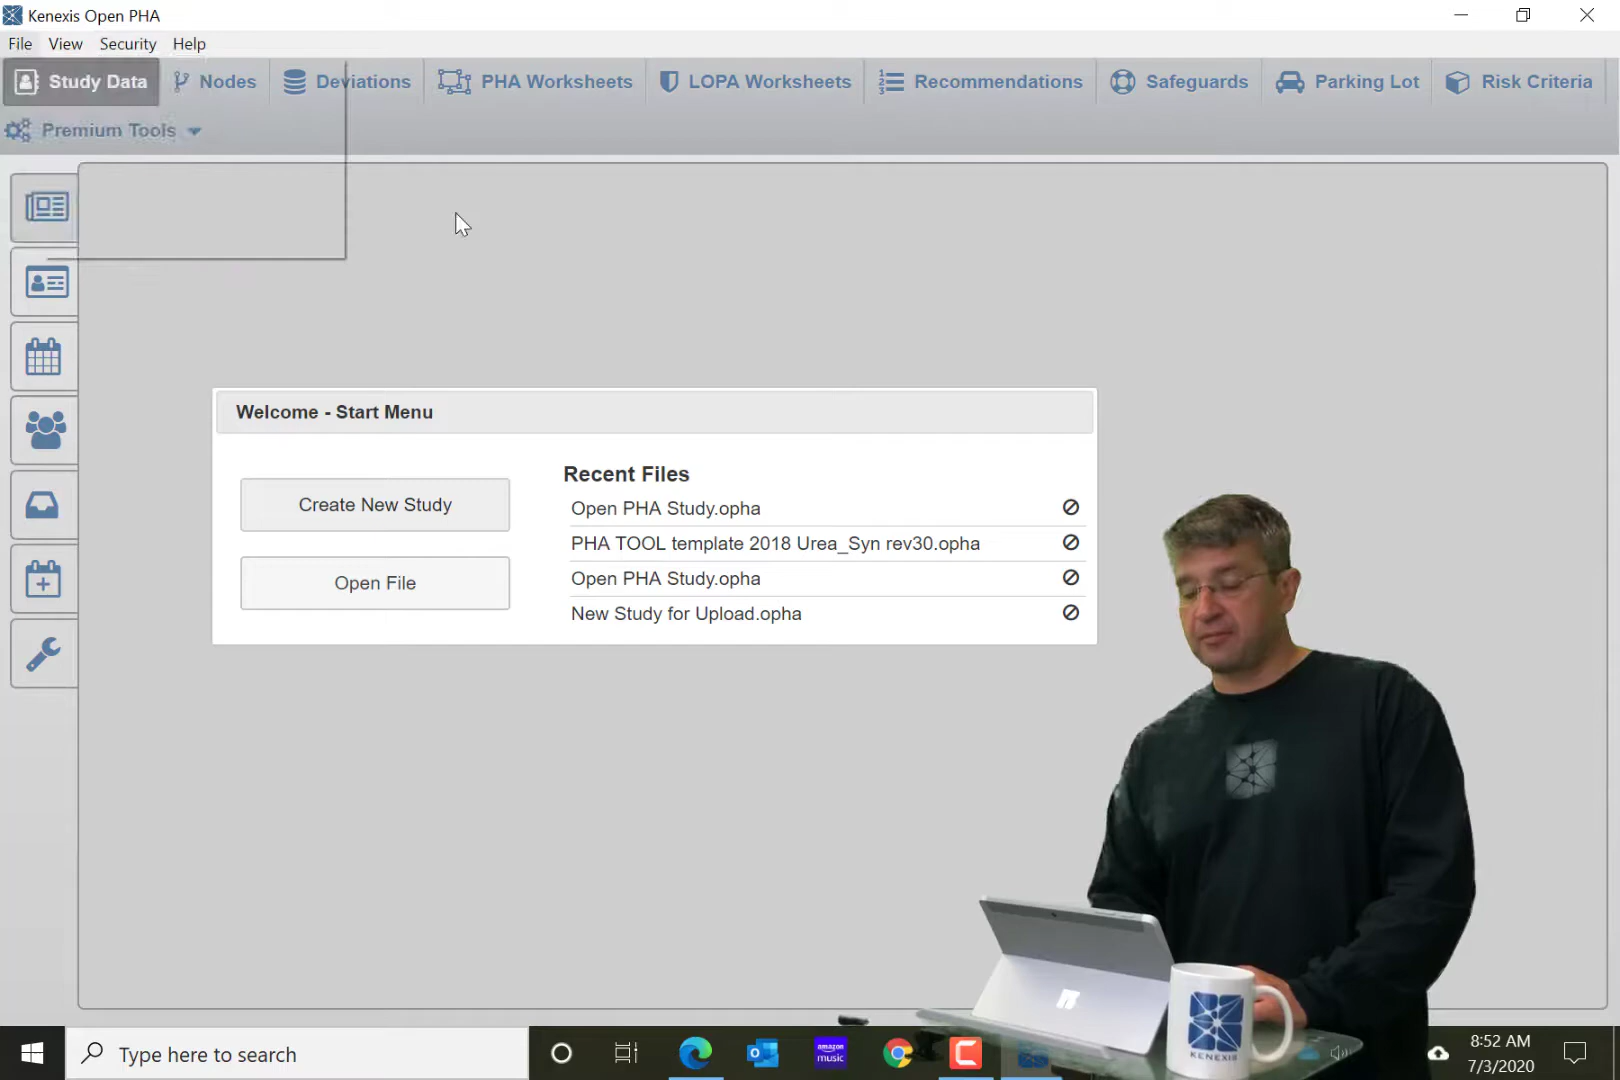 Kenexis Open PHA
File View Security Help
Study Data Nodes Deviations PHA Worksheets LOPA Worksheets Recommendations Safeguards Parking Lot Risk Criteria
Premium Tools
Welcome - Start Menu
Create New Study
Open File
Recent Files
Open PHA Study.opha
PHA TOOL template 2018 Urea_Syn rev30.opha
Open PHA Study.opha
New Study for Upload.opha
KENEXIS
Type here to search
amazon music
8:52 AM
7/3/2020